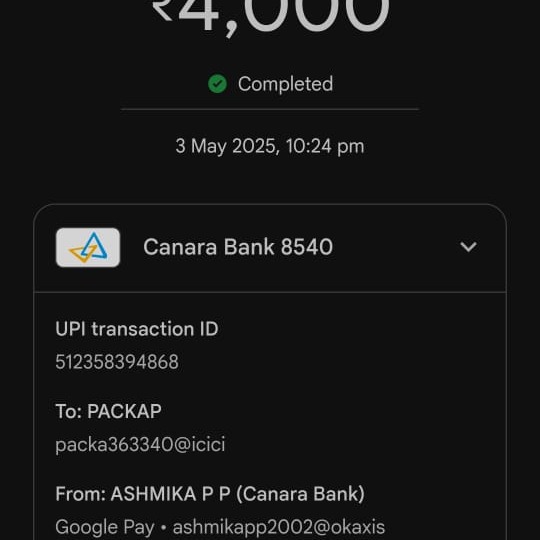 ₹4,000
Completed
3 May 2025, 10:24 pm
Canara Bank 8540
UPI transaction ID
512358394868
To: PACKAP
packa363340@icici
From: ASHMIKA P P (Canara Bank)
Google Pay • ashmikapp2002@okaxis